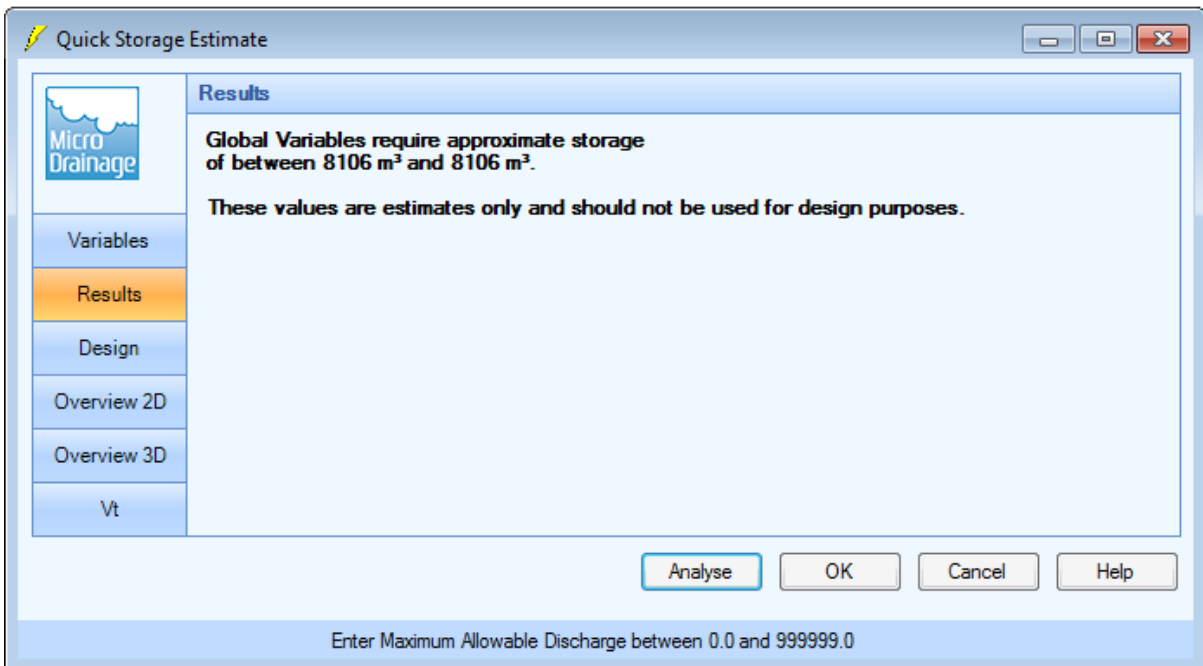 Quick Storage Estimate
Micro
Drainage
Results
Global Variables require approximate storage
of between 8106 m³ and 8106 m³.
These values are estimates only and should not be used for design purposes.
Variables
Results
Design
Overview 2D
Overview 3D
Vt
Analyse
OK
Cancel
Help
Enter Maximum Allowable Discharge between 0.0 and 999999.0